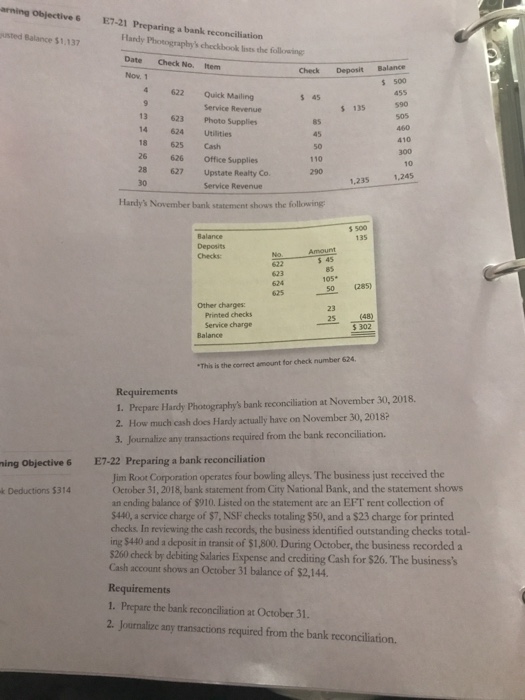 arning Objective 6
E7-21 Preparing a bank reconciliation
Balance $1,137
Hardy Photography's checkbook lists the following:
Date Check No. Item Check Deposit Balance
Nov. 1 $ 500
4 622 Quick Mailing $ 45 455
9 Service Revenue $ 135 590
13 623 Photo Supplies 85 505
14 624 Utilities 45 460
18 625 Cash 50 410
26 626 Office Supplies 110 300
28 627 Upstate Realty Co. 290 10
30 Service Revenue 1,235 1,245
Hardy's November bank statement shows the following:
Balance $ 500
Deposits 135
Checks: No. Amount
622 $ 45
623 85
624 105*
625 50 (285)
Other charges:
Printed checks 23
Service charge 25 (48)
Balance $ 302
*This is the correct amount for check number 624.
Requirements
1. Prepare Hardy Photography's bank reconciliation at November 30, 2018.
2. How much cash does Hardy actually have on November 30, 2018?
3. Journalize any transactions required from the bank reconciliation.
ning Objective 6
E7-22 Preparing a bank reconciliation
Deductions $314
Jim Root Corporation operates four bowling alleys. The business just received the
October 31, 2018, bank statement from City National Bank, and the statement shows
an ending balance of $910. Listed on the statement are an EFT rent collection of
$440, a service charge of $7, NSF checks totaling $50, and a $23 charge for printed
checks. In reviewing the cash records, the business identified outstanding checks total-
ing $440 and a deposit in transit of $1,800. During October, the business recorded a
$260 check by debiting Salaries Expense and crediting Cash for $26. The business's
Cash account shows an October 31 balance of $2,144.
Requirements
1. Prepare the bank reconciliation at October 31.
2. Journalize any transactions required from the bank reconciliation.